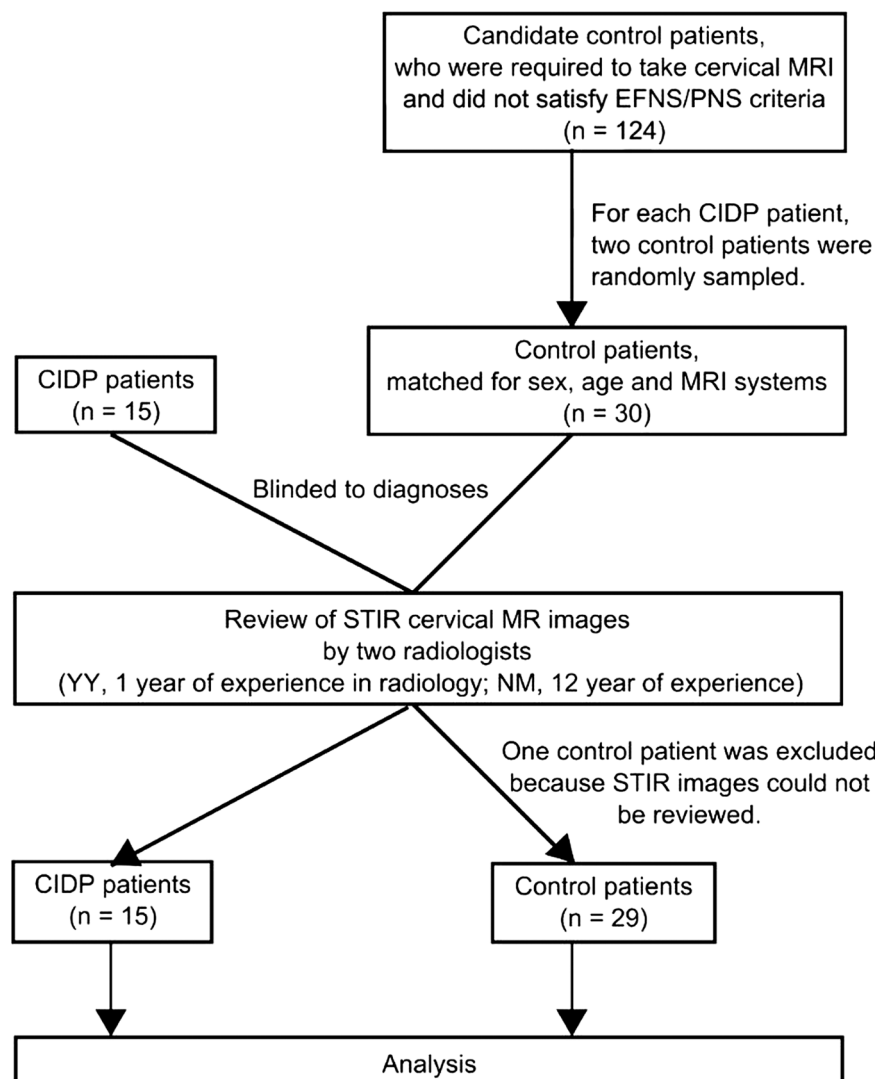 Candidate control patients,
who were required to take cervical MRI
and did not satisfy EFNS/PNS criteria
(n = 124)
For each CIDP patient,
two control patients were
randomly sampled.
CIDP patients
(n = 15)
Control patients,
matched for sex, age and MRI systems
(n = 30)
Blinded to diagnoses
Review of STIR cervical MR images
by two radiologists
(YY, 1 year of experience in radiology; NM, 12 year of experience)
One control patient was excluded
because STIR images could not
be reviewed.
CIDP patients
(n = 15)
Control patients
(n = 29)
Analysis